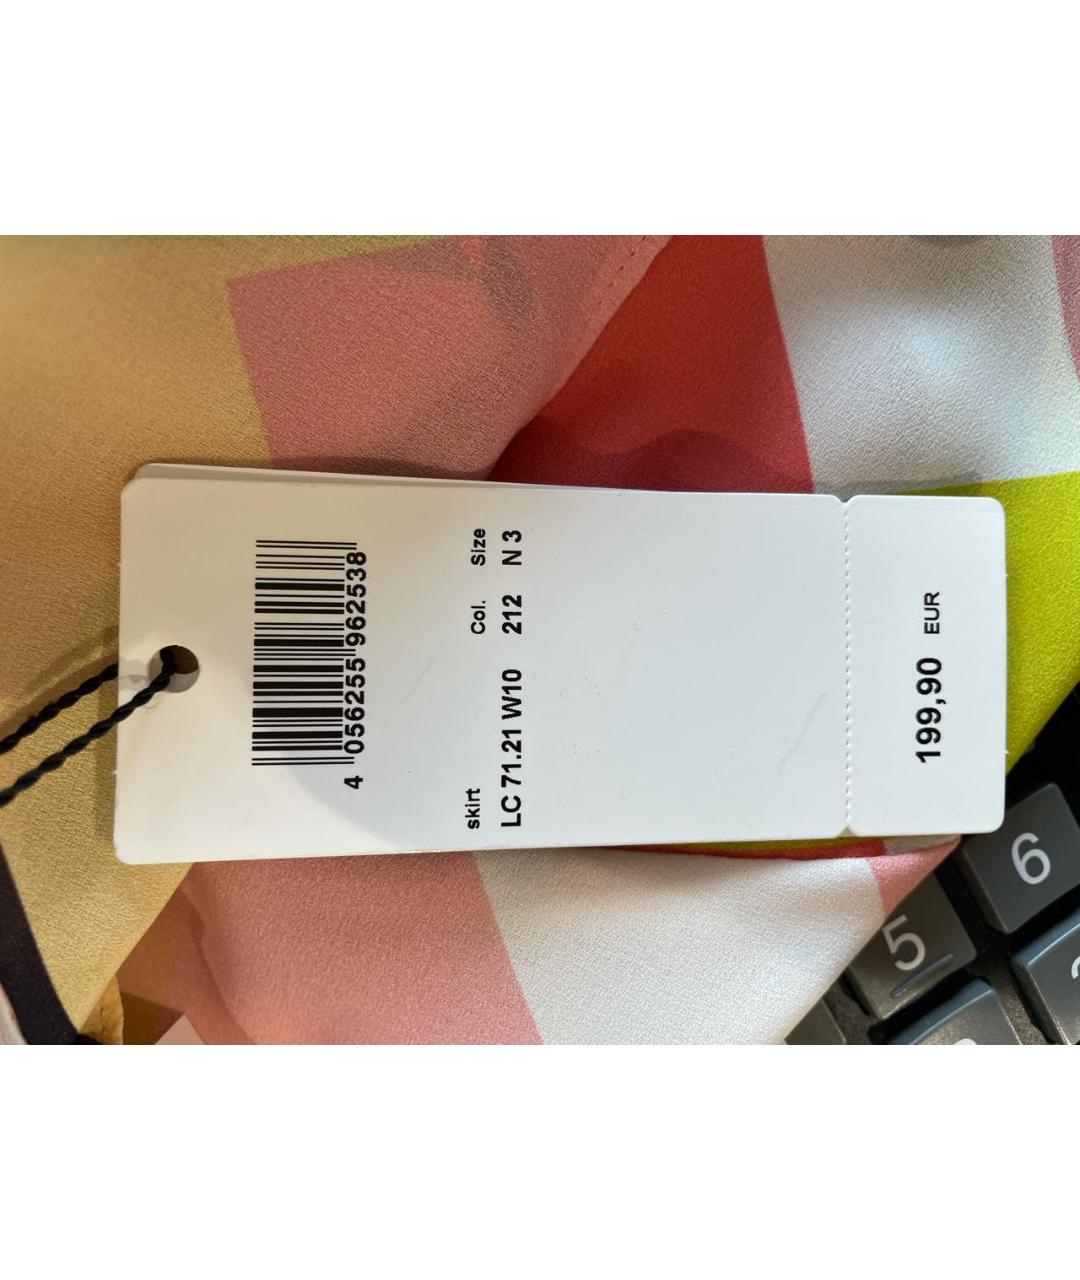 4 056255 962538
skirt Col. Size
LC 71.21 W10 212 N 3
199,90 EUR
6
5